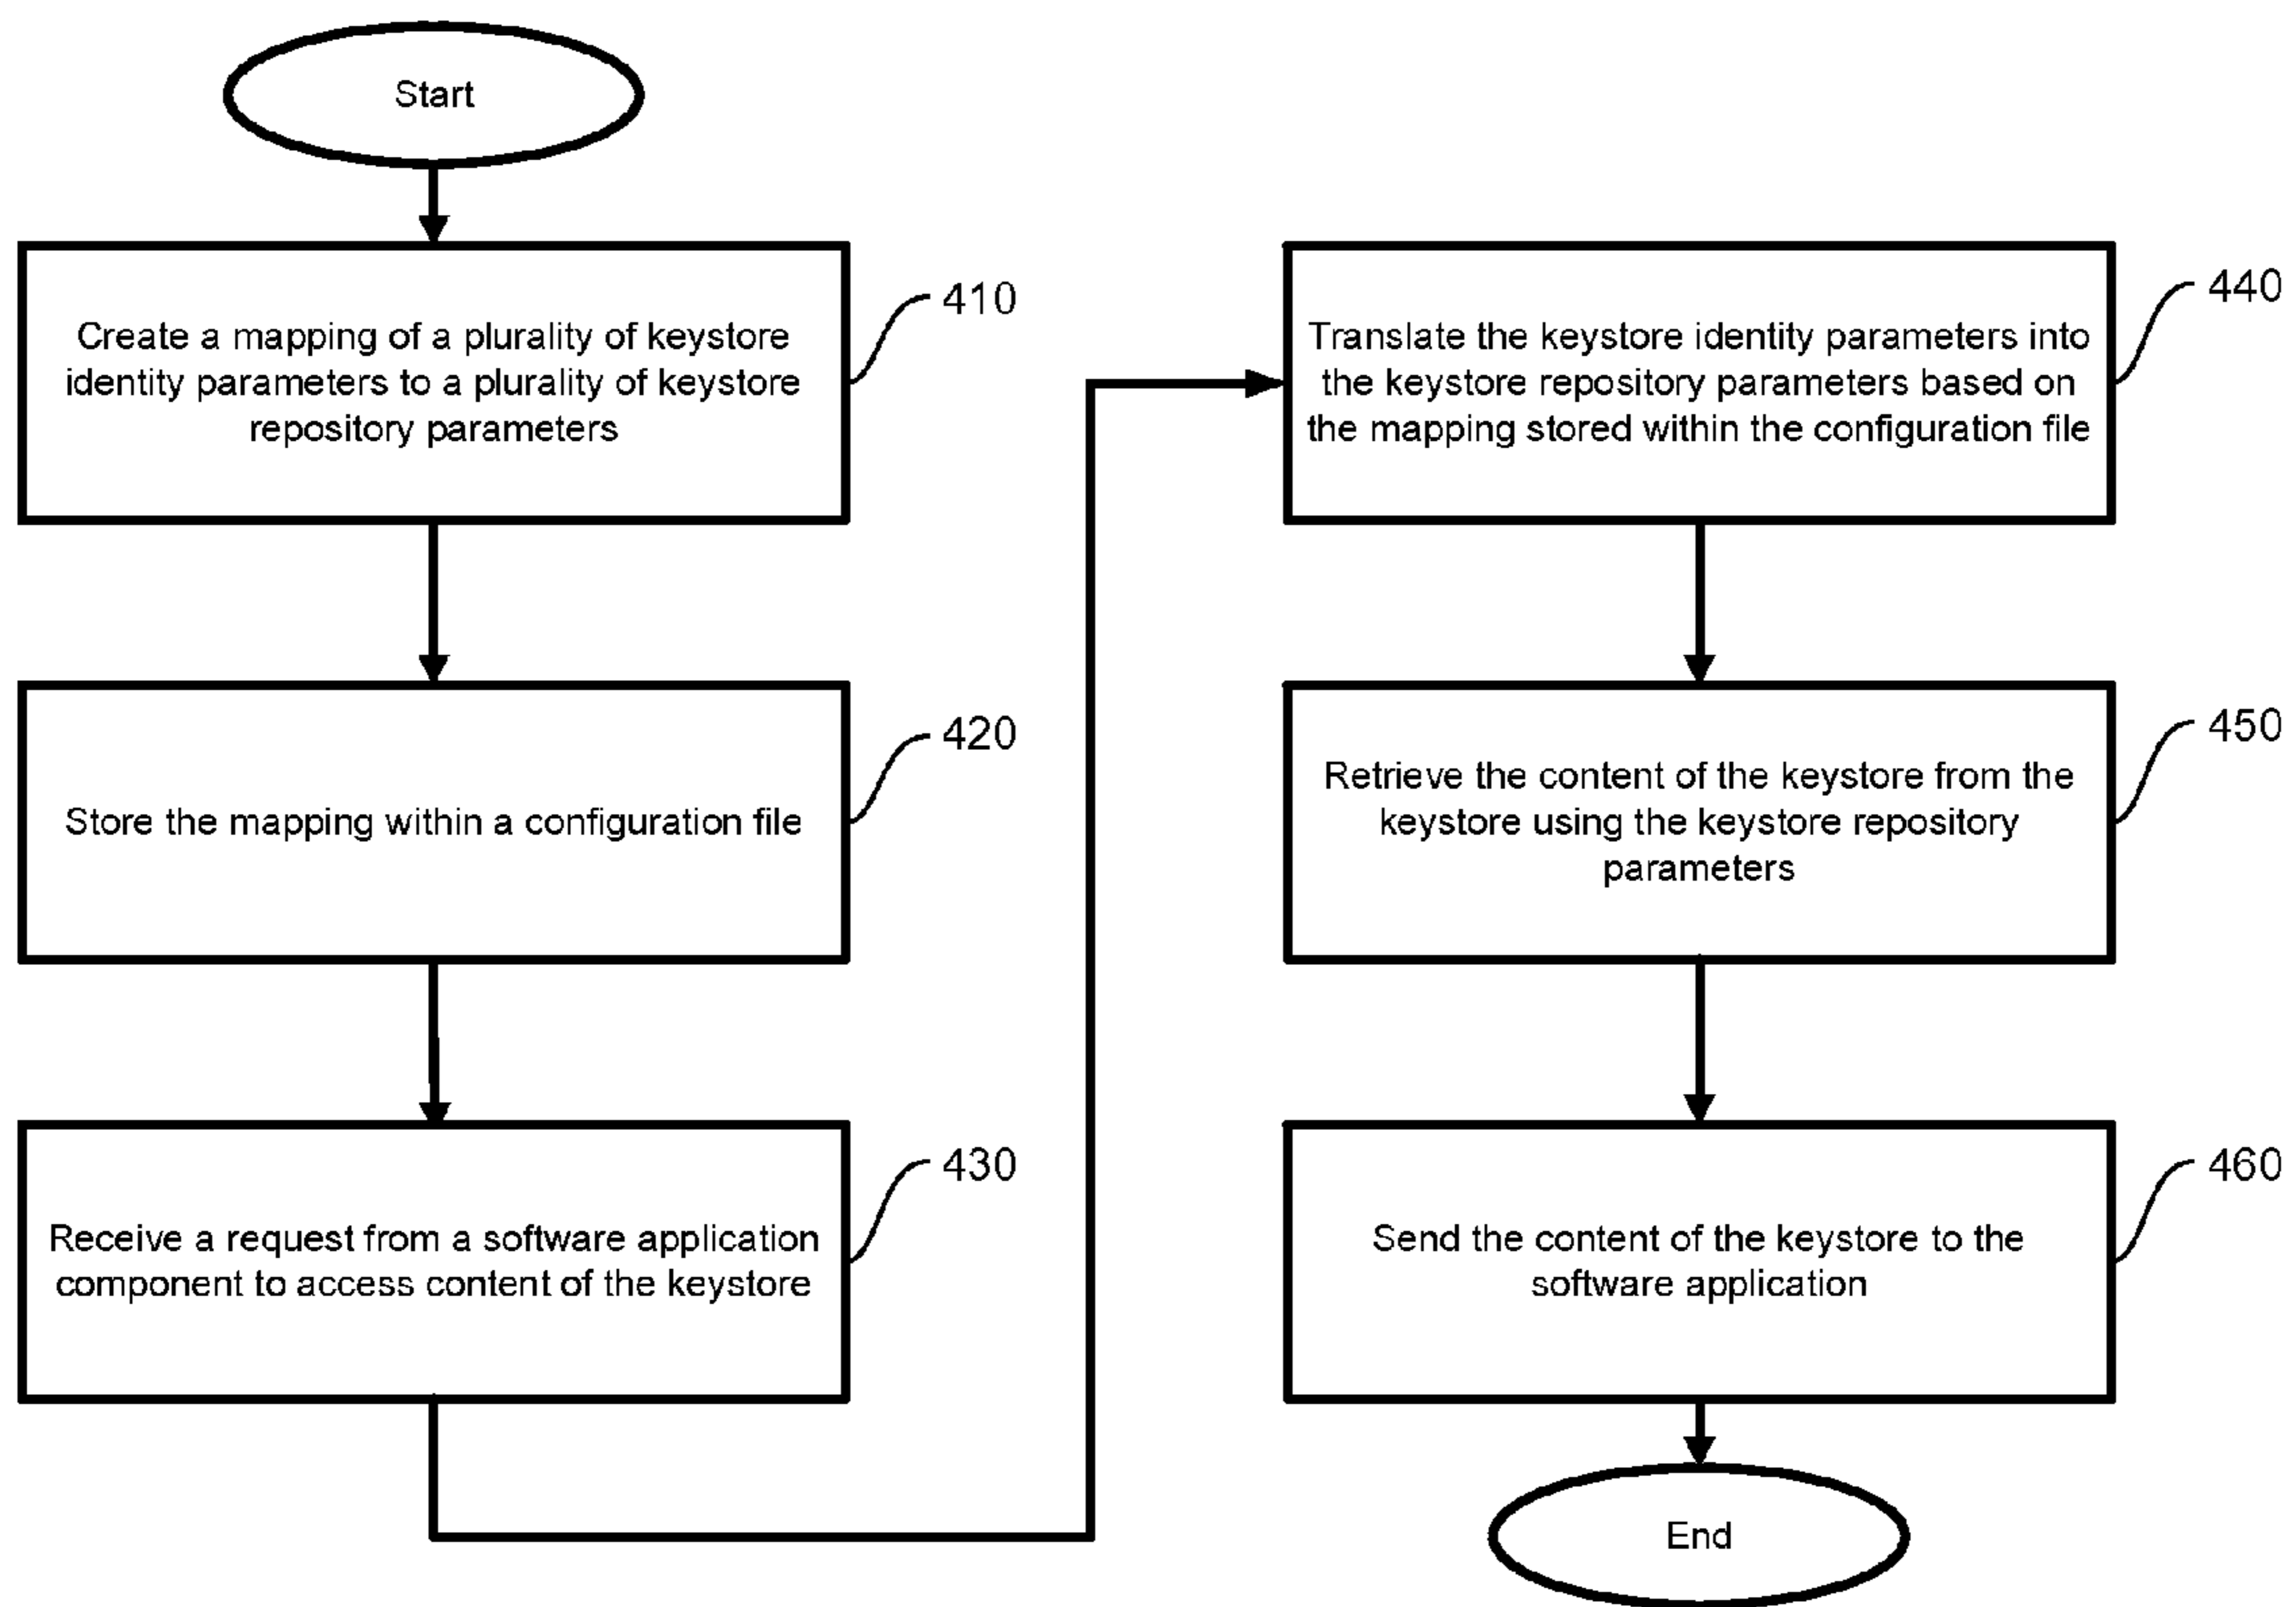 Start
Create a mapping of a plurality of keystore
identity parameters to a plurality of keystore
repository parameters
410
Store the mapping within a configuration file
420
Receive a request from a software application
component to access content of the keystore
430
Translate the keystore identity parameters into
the keystore repository parameters based on
the mapping stored within the configuration file
440
Retrieve the content of the keystore from the
keystore using the keystore repository
parameters
450
Send the content of the keystore to the
software application
460
End